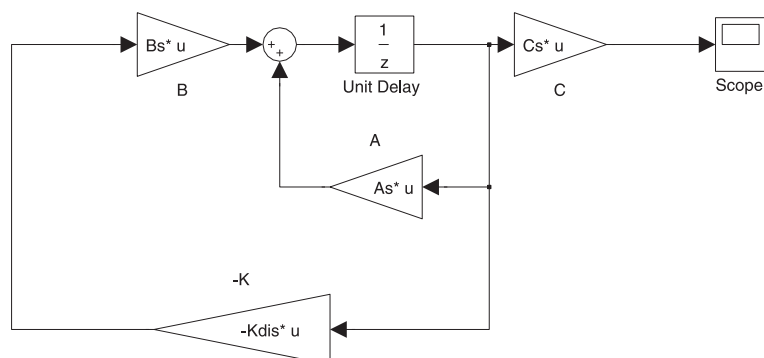 Bs* u
B
+
+
1
z
Unit Delay
Cs* u
C
Scope
A
As* u
-K
-Kdis* u